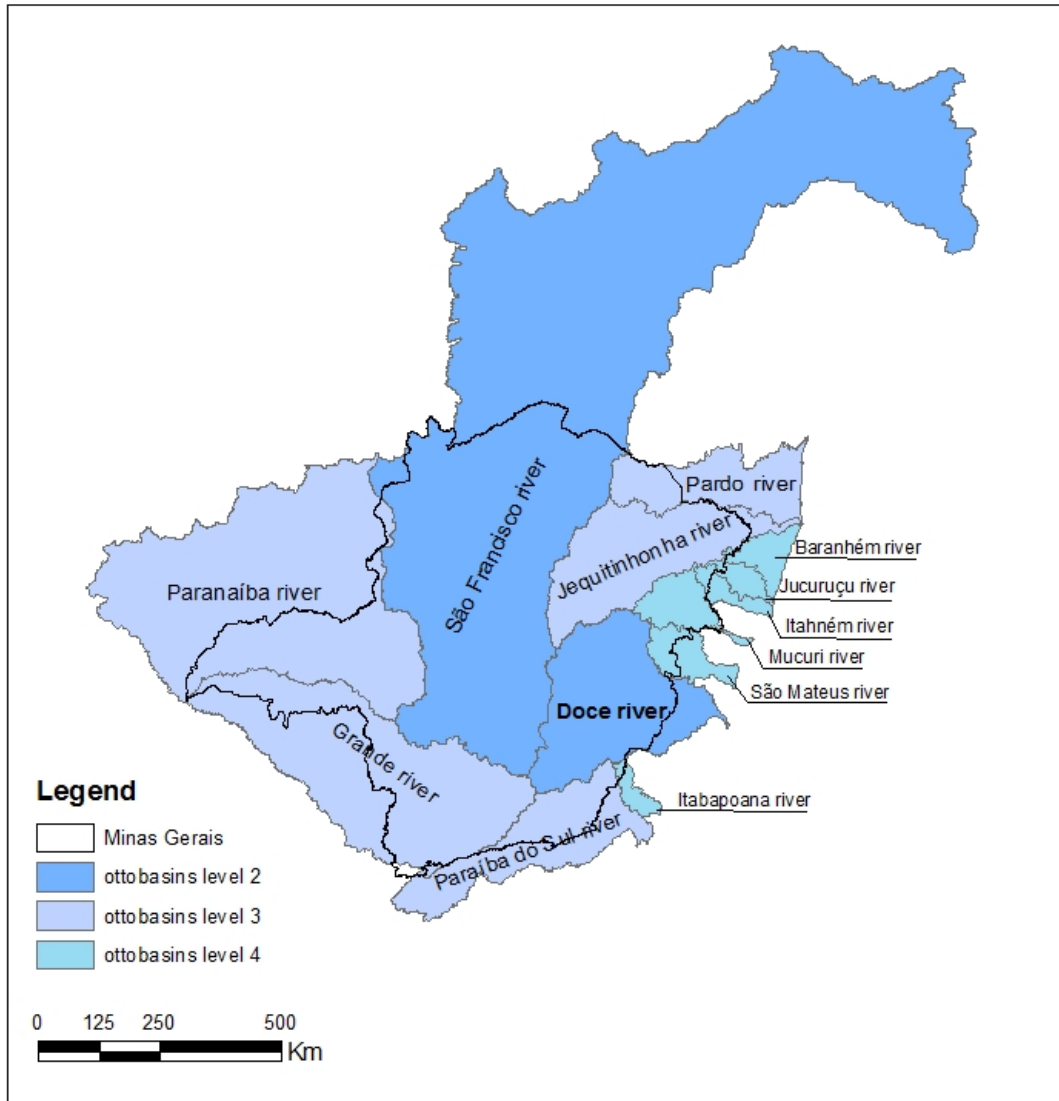 São Francisco river
Pardo river
Jequitinhonha river
Baranhém river
Paranaíba river
Jucuruçu river
Itahném river
Mucuri river
São Mateus river
Doce river
Grande river
Itabapoana river
Paraíba do Sul river
Legend
Minas Gerais
ottobasins level 2
ottobasins level 3
ottobasins level 4
0 125 250 500
Km